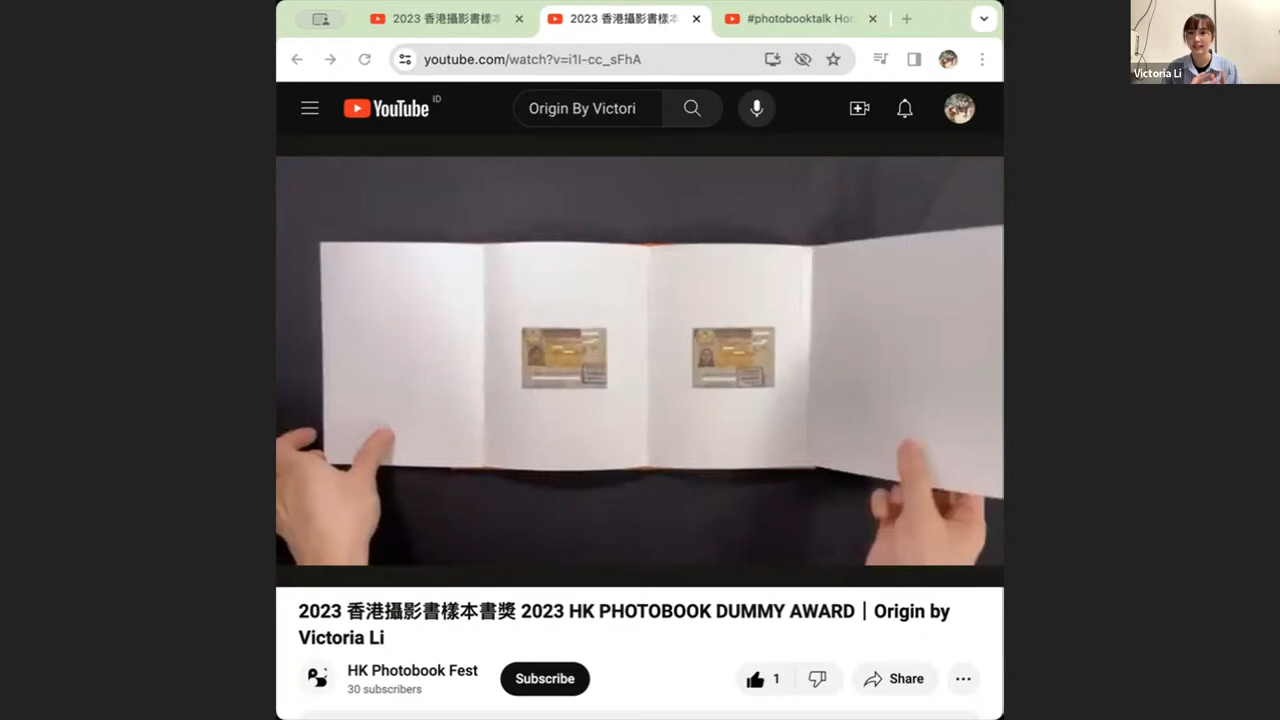 2023 香港攝影書樣本
2023 香港攝影書樣本
#photobooktalk Hon
youtube.com/watch?v=i1I-cc_sFhA
Victoria Li
YouTube ID
Origin By Victori
2023 香港攝影書樣本書獎 2023 HK PHOTOBOOK DUMMY AWARD｜Origin by
Victoria Li
HK Photobook Fest
30 subscribers
Subscribe
1
Share